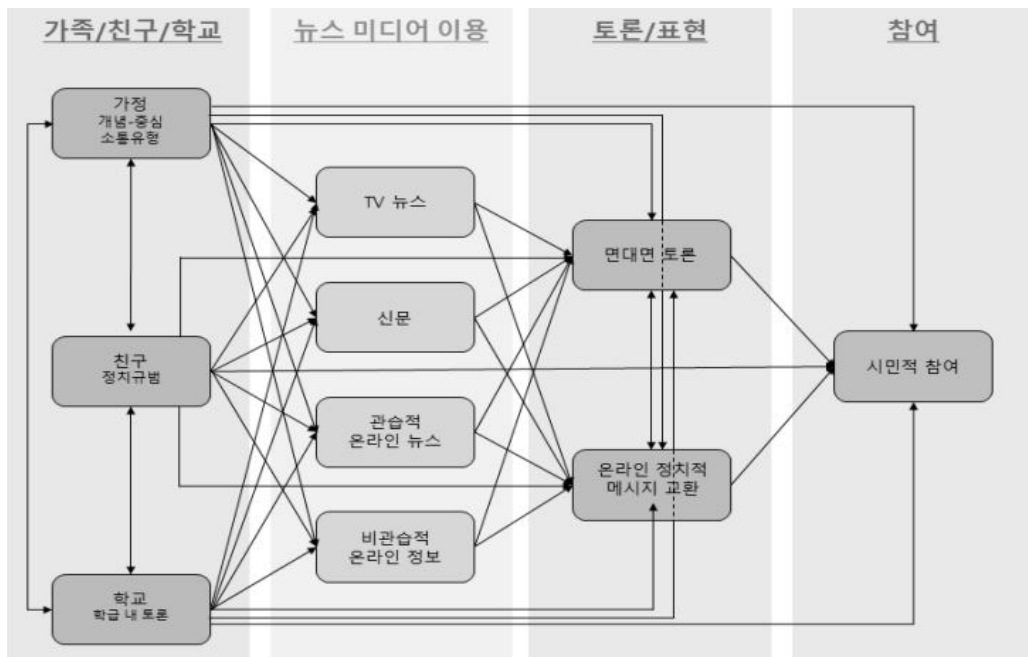 가족/친구/학교
뉴스 미디어 이용
토론/표현
참여
가정
개념-중심
소통유형
TV 뉴스
면대면 토론
신문
친구
정치규범
시민적 참여
관습적
온라인 뉴스
온라인 정치적
메시지 교환
비관습적
온라인 정보
학교
학급 내 토론